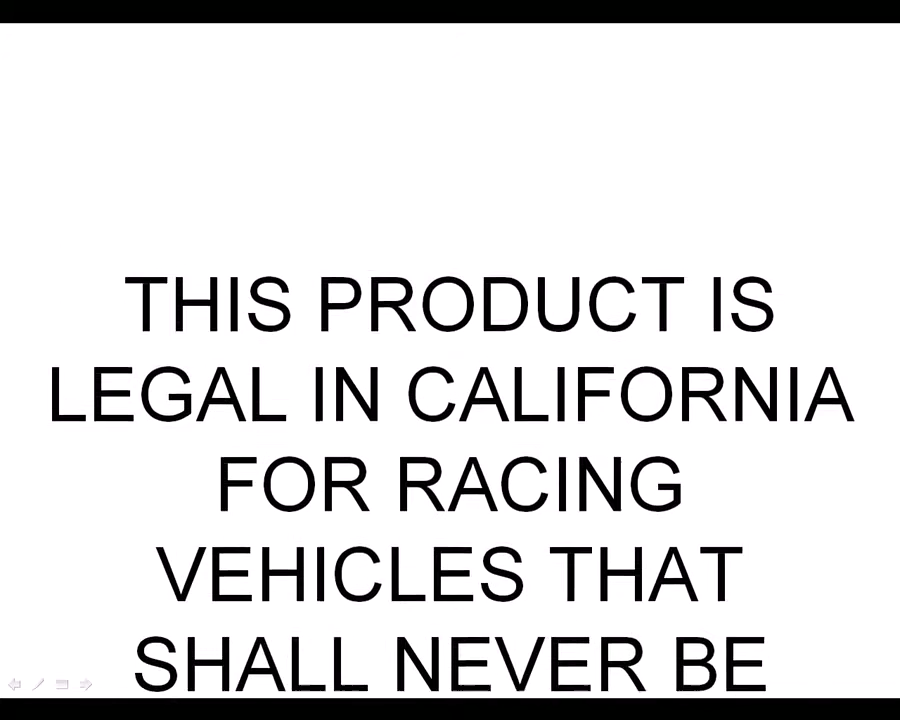 THIS PRODUCT IS
LEGAL IN CALIFORNIA
FOR RACING
VEHICLES THAT
SHALL NEVER BE